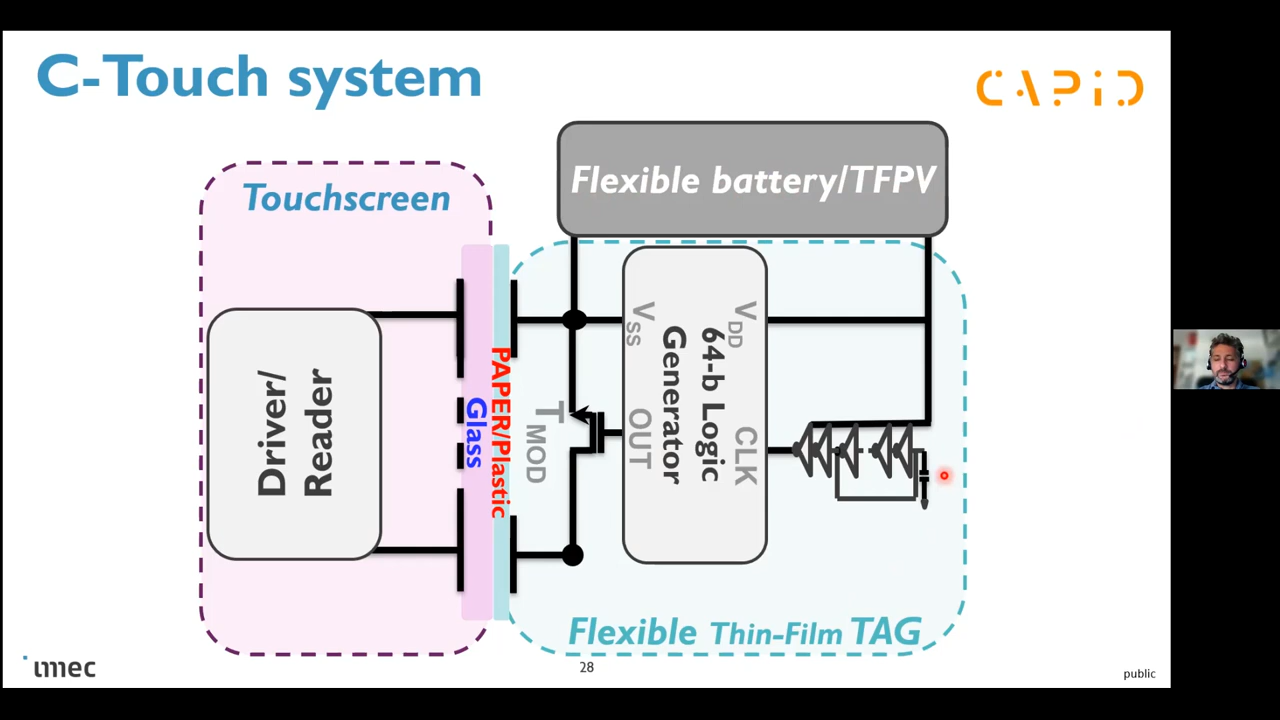 C-Touch system
CAPiD
Flexible battery/TFPV
Touchscreen
Driver/
Reader
Glass
PAPER/Plastic
TMOD
VSS
VDD
64-b Logic
Generator
OUT
CLK
Flexible Thin-Film TAG
imec
28
public